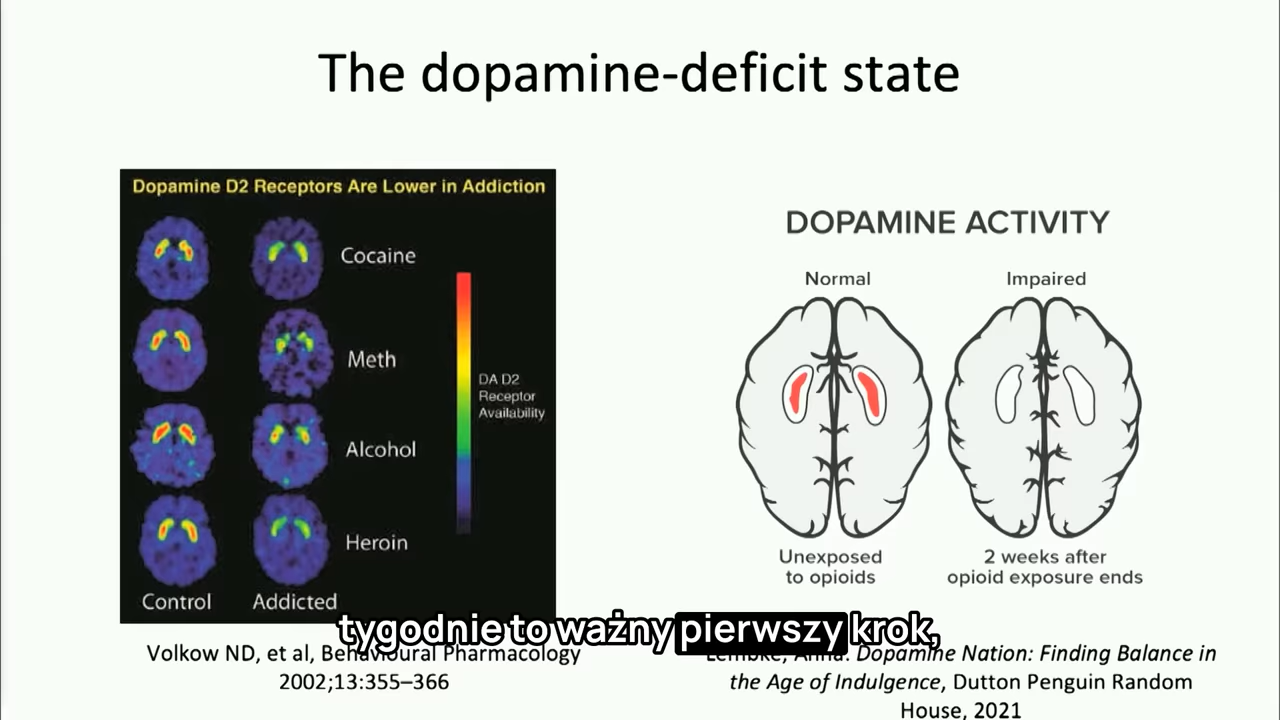 The dopamine-deficit state
Dopamine D2 Receptors Are Lower in Addiction
Cocaine
Meth
Alcohol
Heroin
DA D2
Receptor
Availability
Control Addicted
Volkow ND, et al, Behavioural Pharmacology
2002;13:355–366
DOPAMINE ACTIVITY
Normal Impaired
Unexposed
to opioids
2 weeks after
opioid exposure ends
Lembke, Anna. Dopamine Nation: Finding Balance in
the Age of Indulgence, Dutton Penguin Random
House, 2021
tygodnie to ważny pierwszy krok,